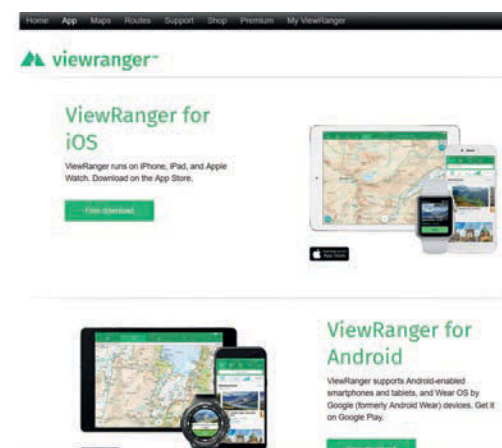 Home App Maps Routes Support Shop Premium My ViewRanger
viewranger
ViewRanger for
iOS
ViewRanger runs on iPhone, iPad, and Apple
Watch. Download on the App Store.
Free download
App Store
ViewRanger for
Android
ViewRanger supports Android-enabled
smartphones and tablets, and Wear OS by
Google (formerly Android Wear) devices. Get it
on Google Play.